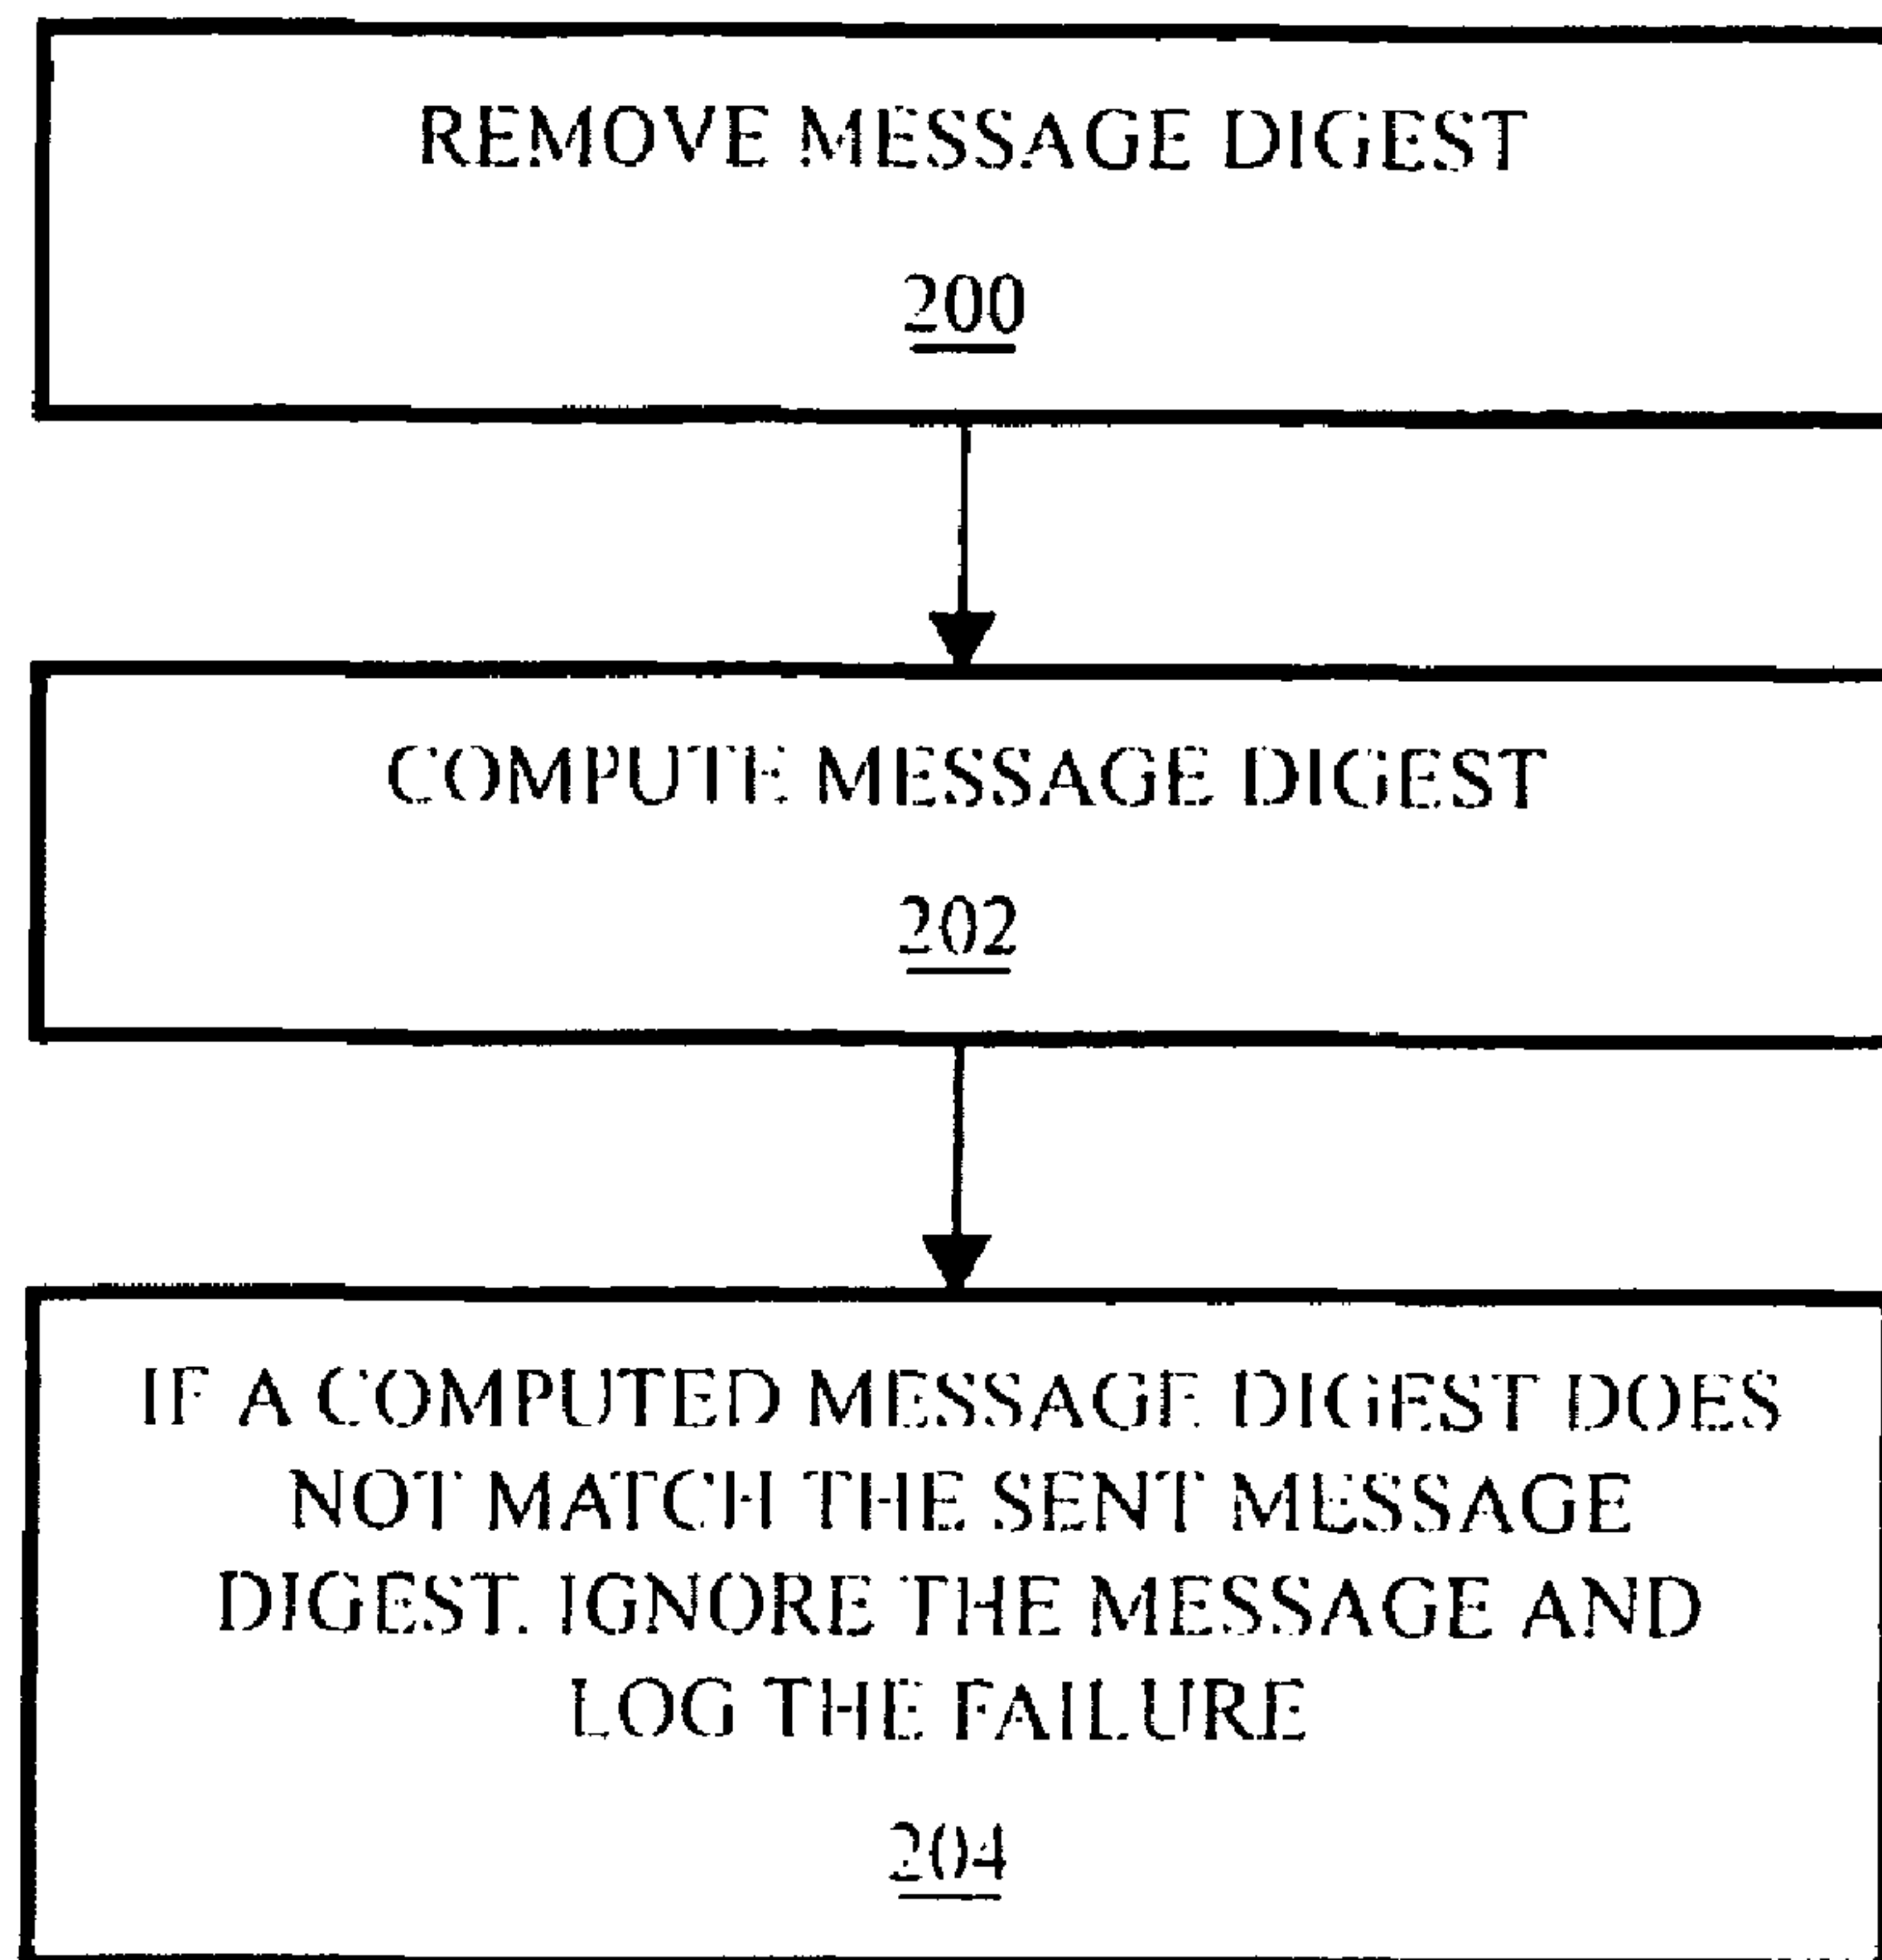 REMOVE MESSAGE DIGEST
200
COMPUTE MESSAGE DIGEST
202
IF A COMPUTED MESSAGE DIGEST DOES
NOT MATCH THE SENT MESSAGE
DIGEST. IGNORE THE MESSAGE AND
LOG THE FAILURE
204